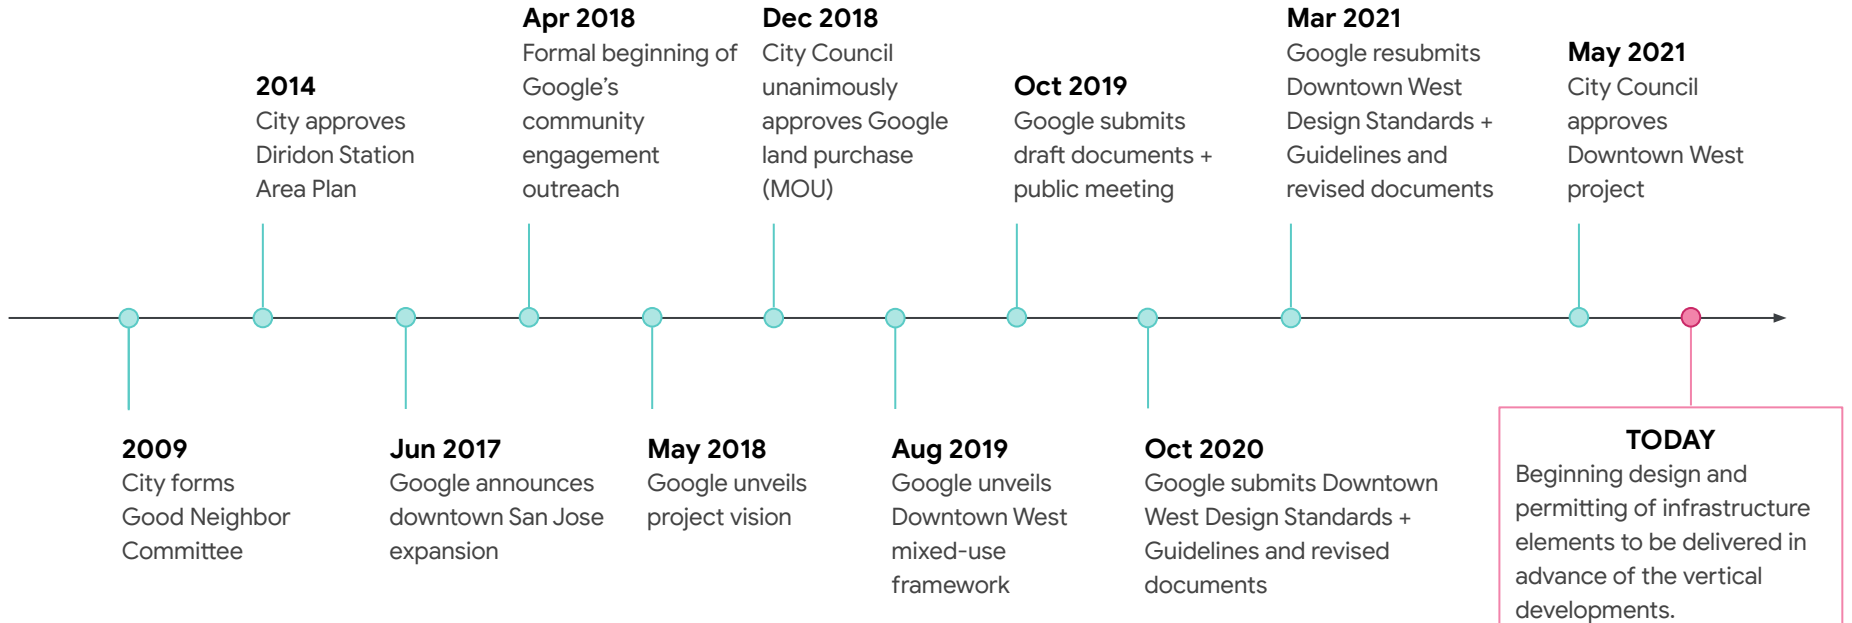 Apr 2018
Formal beginning of
Google’s
community
engagement
outreach
Dec 2018
City Council
unanimously
approves Google
land purchase
(MOU)
Mar 2021
Google resubmits
Downtown West
Design Standards +
Guidelines and
revised documents
May 2021
City Council
approves
Downtown West
project
2014
City approves
Diridon Station
Area Plan
Oct 2019
Google submits
draft documents +
public meeting
2009
City forms
Good Neighbor
Committee
Jun 2017
Google announces
downtown San Jose
expansion
May 2018
Google unveils
project vision
Aug 2019
Google unveils
Downtown West
mixed-use
framework
Oct 2020
Google submits Downtown
West Design Standards +
Guidelines and revised
documents
TODAY
Beginning design and
permitting of infrastructure
elements to be delivered in
advance of the vertical
developments.